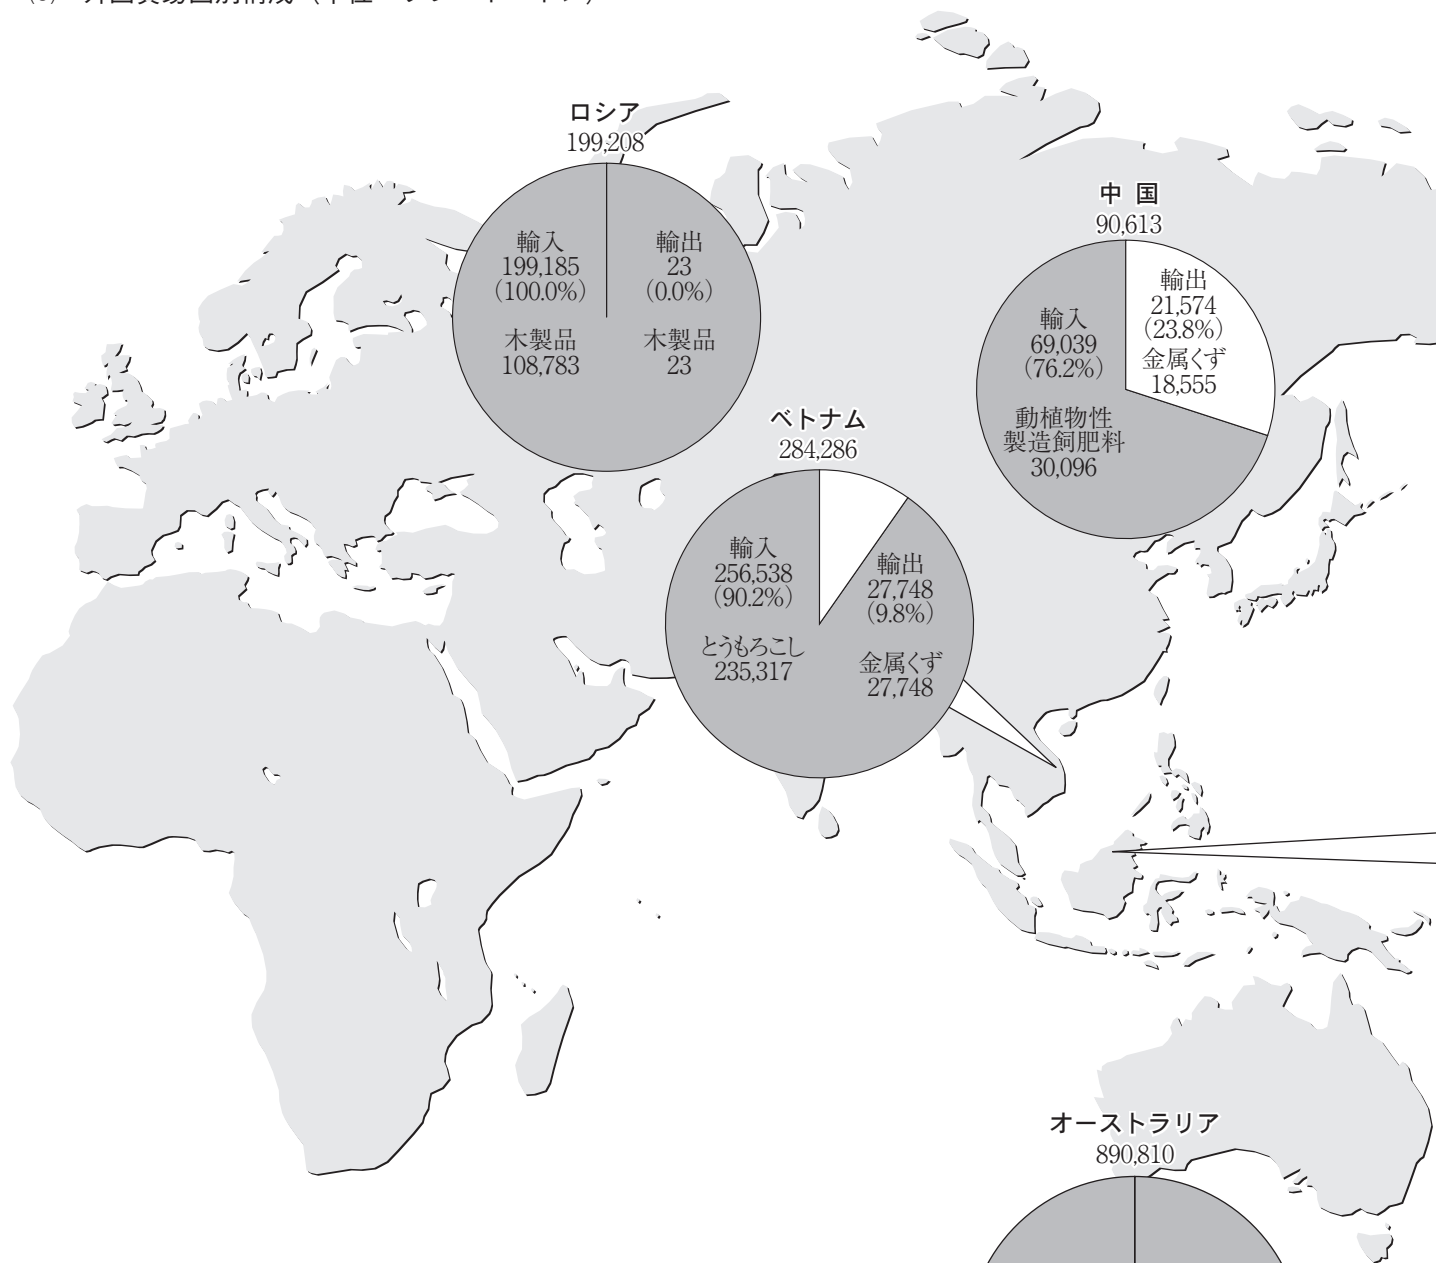 ロシア
199,208
輸入
199,185
（100.0%）
木製品
108,783
輸出
23
（0.0%）
木製品
23
中国
90,613
輸出
21,574
（23.8%）
金属くず
18,555
輸入
69,039
（76.2%）
動植物性
製造飼肥料
30,096
ベトナム
284,286
輸入
256,538
（90.2%）
とうもろこし
235,317
輸出
27,748
（9.8%）
金属くず
27,748
オーストラリア
890,810